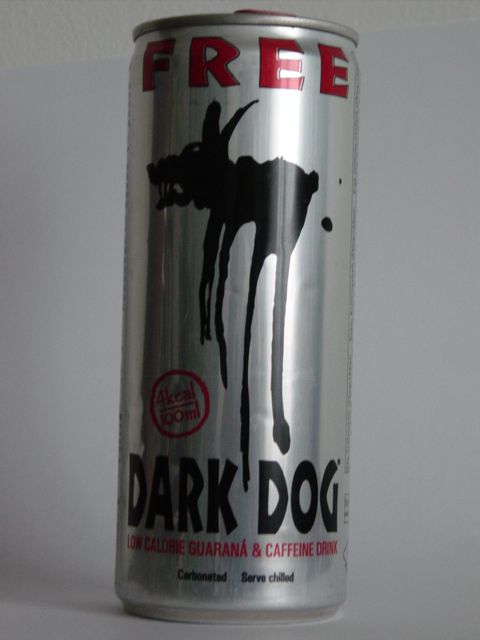 FREE
4kcal
100ml
DARK DOG
LOW CALORIE GUARANÁ & CAFFEINE DRINK
Carbonated Serve chilled